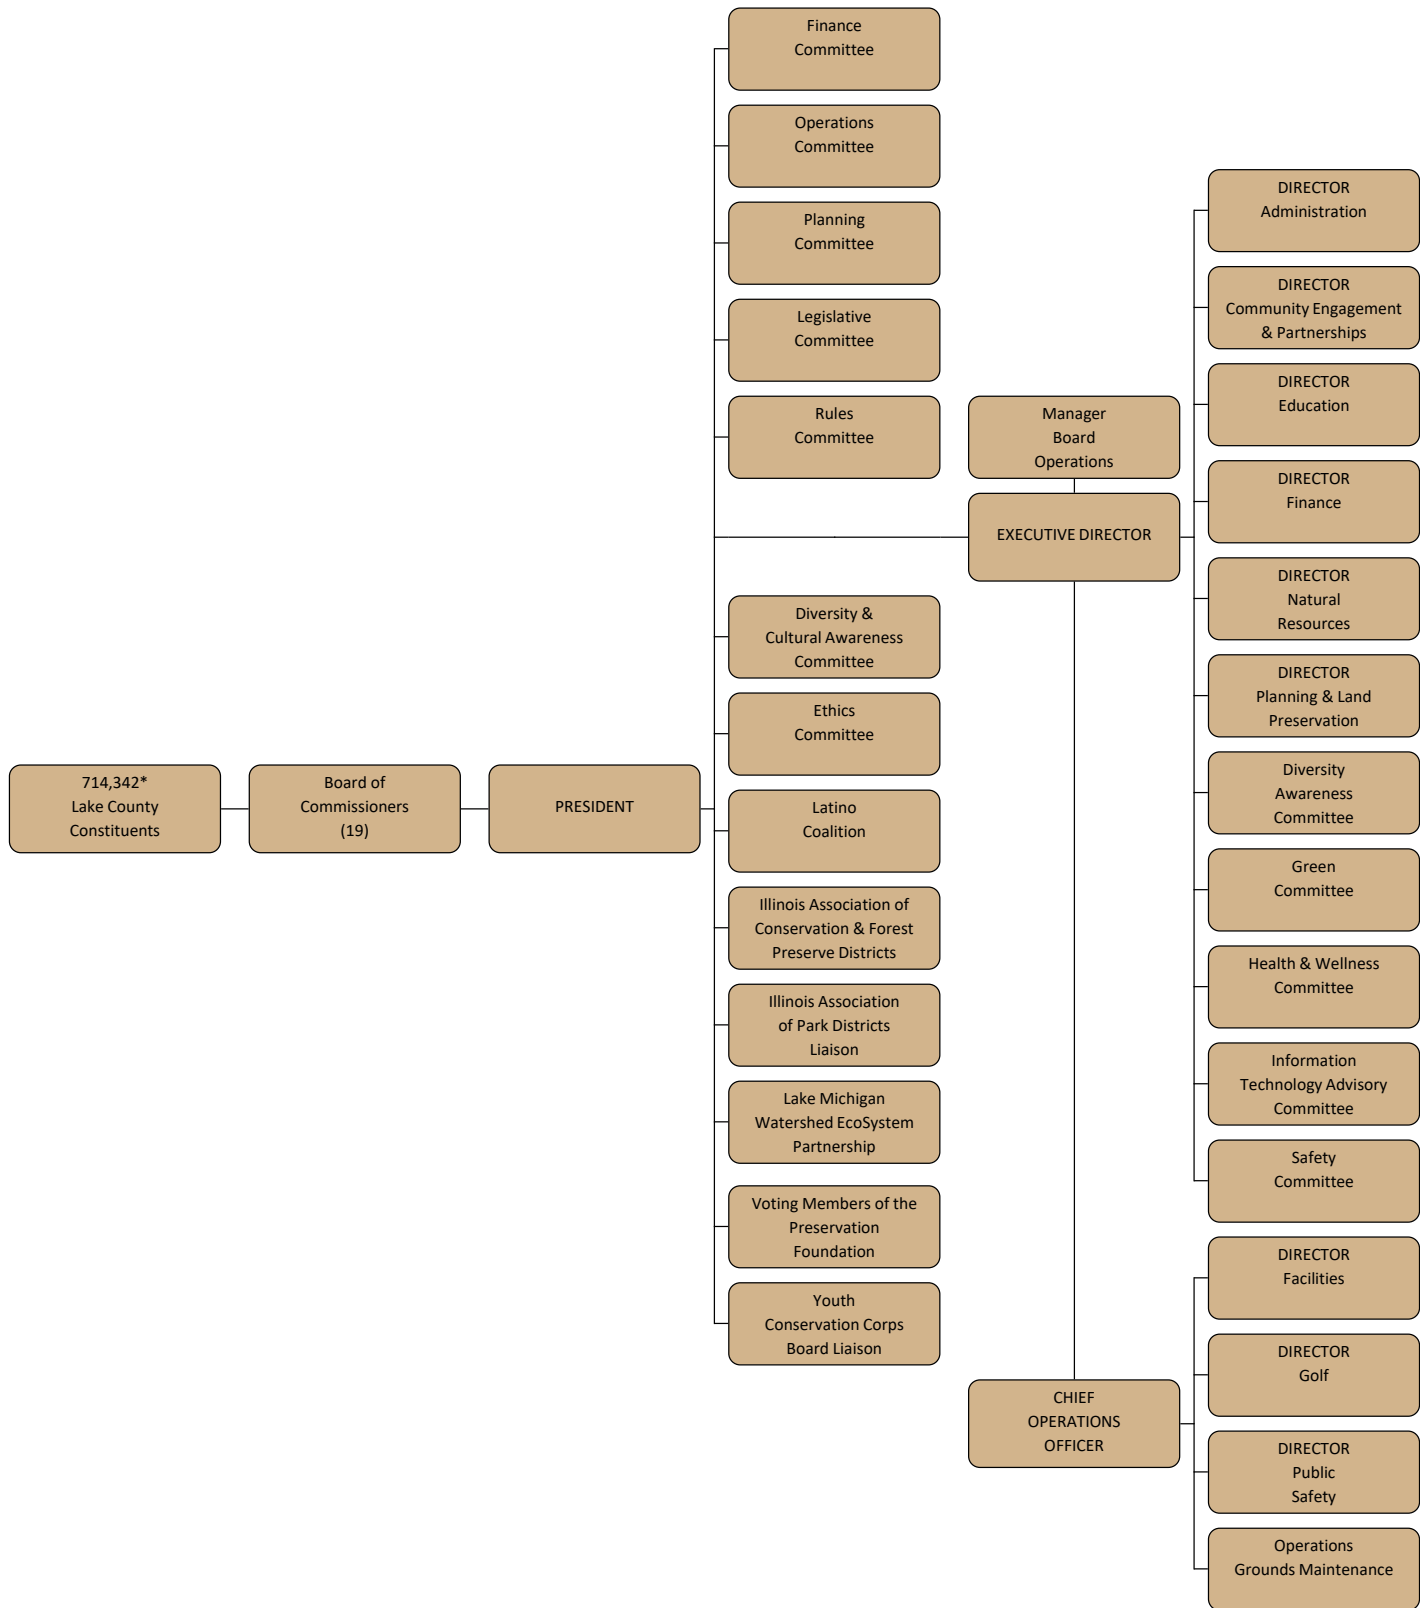 714,342*
Lake County
Constituents
Board of
Commissioners
(19)
PRESIDENT
Finance
Committee
Operations
Committee
Planning
Committee
Legislative
Committee
Rules
Committee
Diversity &
Cultural Awareness
Committee
Ethics
Committee
Latino
Coalition
Illinois Association of
Conservation & Forest
Preserve Districts
Illinois Association
of Park Districts
Liaison
Lake Michigan
Watershed EcoSystem
Partnership
Voting Members of the
Preservation
Foundation
Youth
Conservation Corps
Board Liaison
Manager
Board
Operations
EXECUTIVE DIRECTOR
CHIEF
OPERATIONS
OFFICER
DIRECTOR
Administration
DIRECTOR
Community Engagement
& Partnerships
DIRECTOR
Education
DIRECTOR
Finance
DIRECTOR
Natural
Resources
DIRECTOR
Planning & Land
Preservation
Diversity
Awareness
Committee
Green
Committee
Health & Wellness
Committee
Information
Technology Advisory
Committee
Safety
Committee
DIRECTOR
Facilities
DIRECTOR
Golf
DIRECTOR
Public
Safety
Operations
Grounds Maintenance